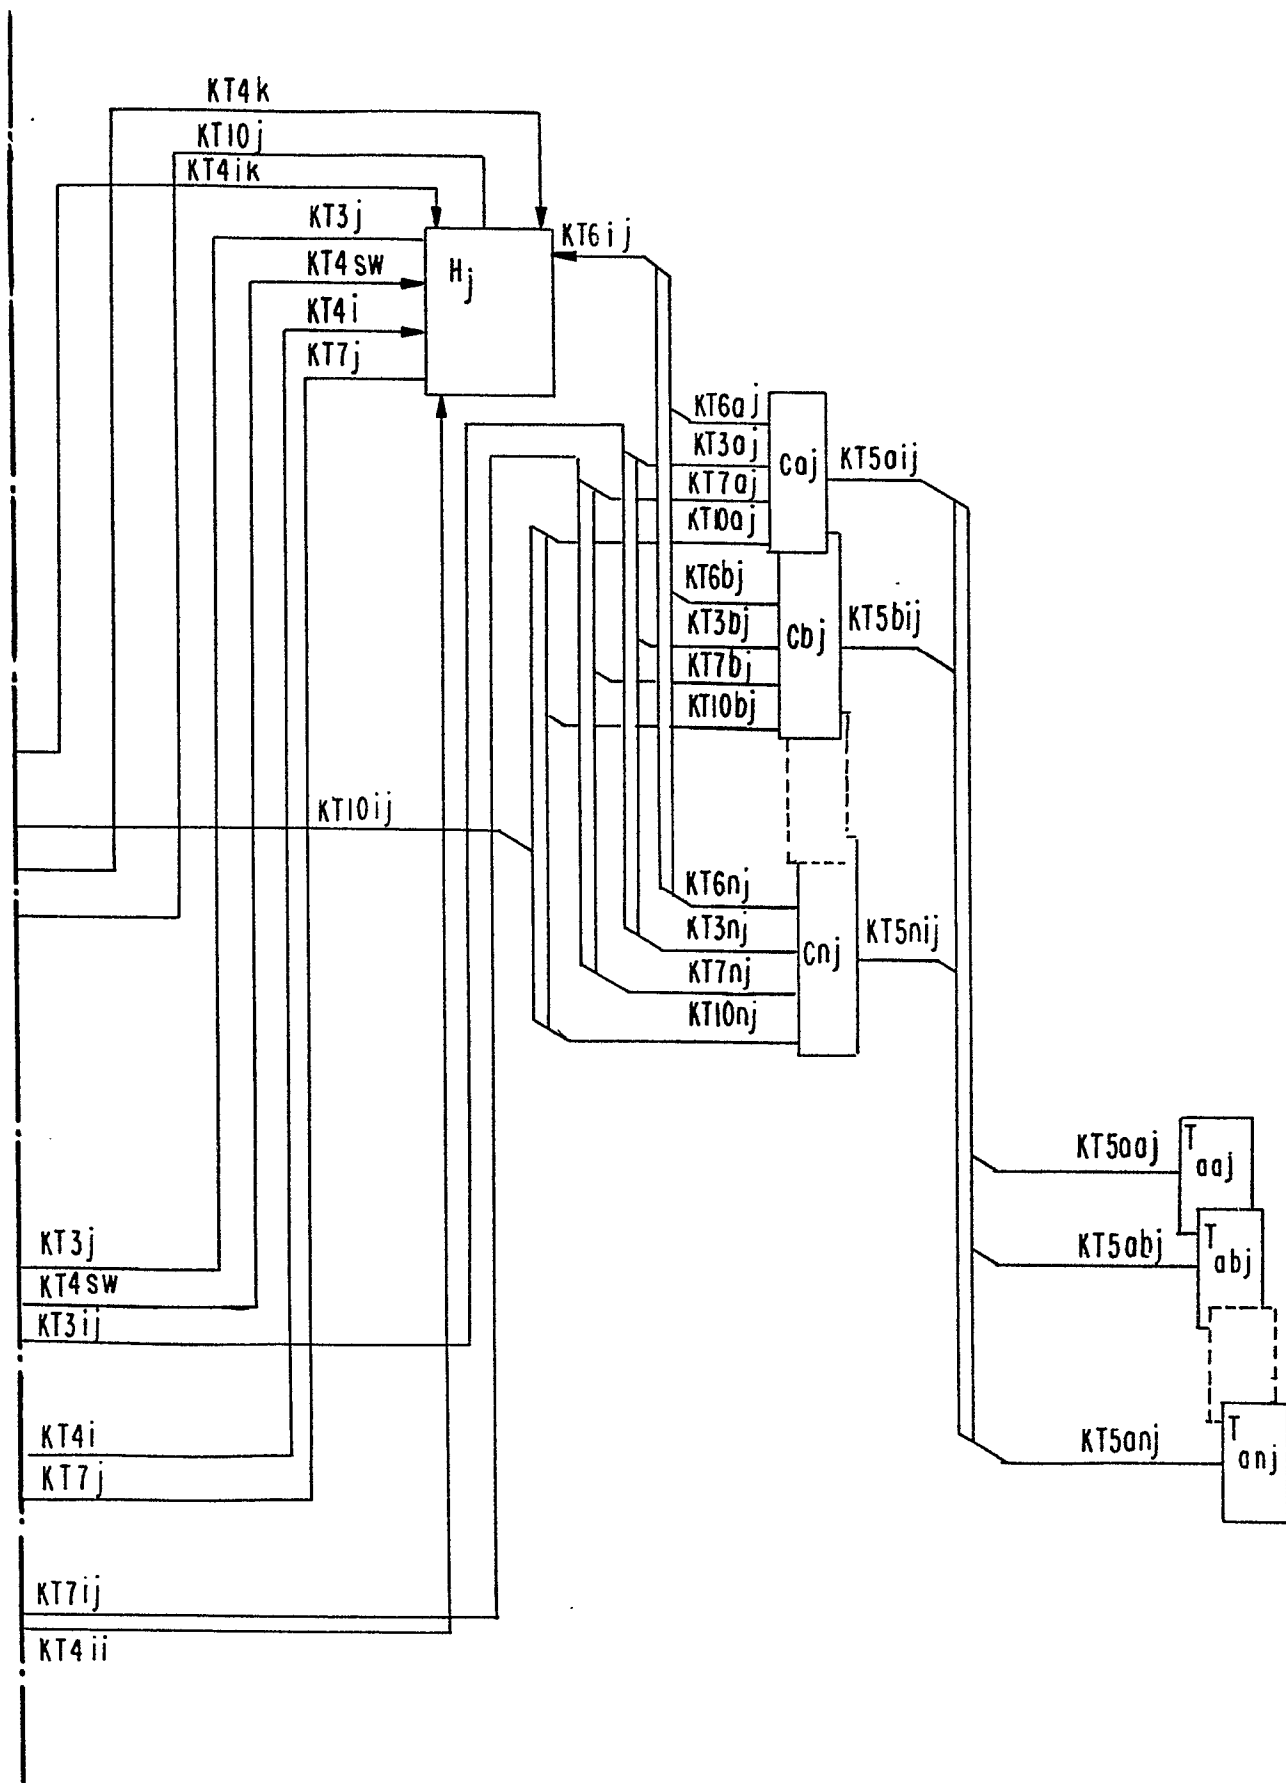 KT4k
KT10j
KT4ik
KT3j
KT6ij
KT4sw
Hj
KT4i
KT7j
KT6aj
KT3aj
Caj
KT5aij
KT7aj
KT10aj
KT6bj
KT3bj
Cbj
KT5bij
KT7bj
KT10bj
KT10ij
KT6nj
KT3nj
Cnj
KT5nij
KT7nj
KT10nj
KT5aaj
Taaj
KT3j
KT5abj
Tabj
KT4sw
KT3ij
KT4i
KT5anj
Tanj
KT7j
KT7ij
KT4ii